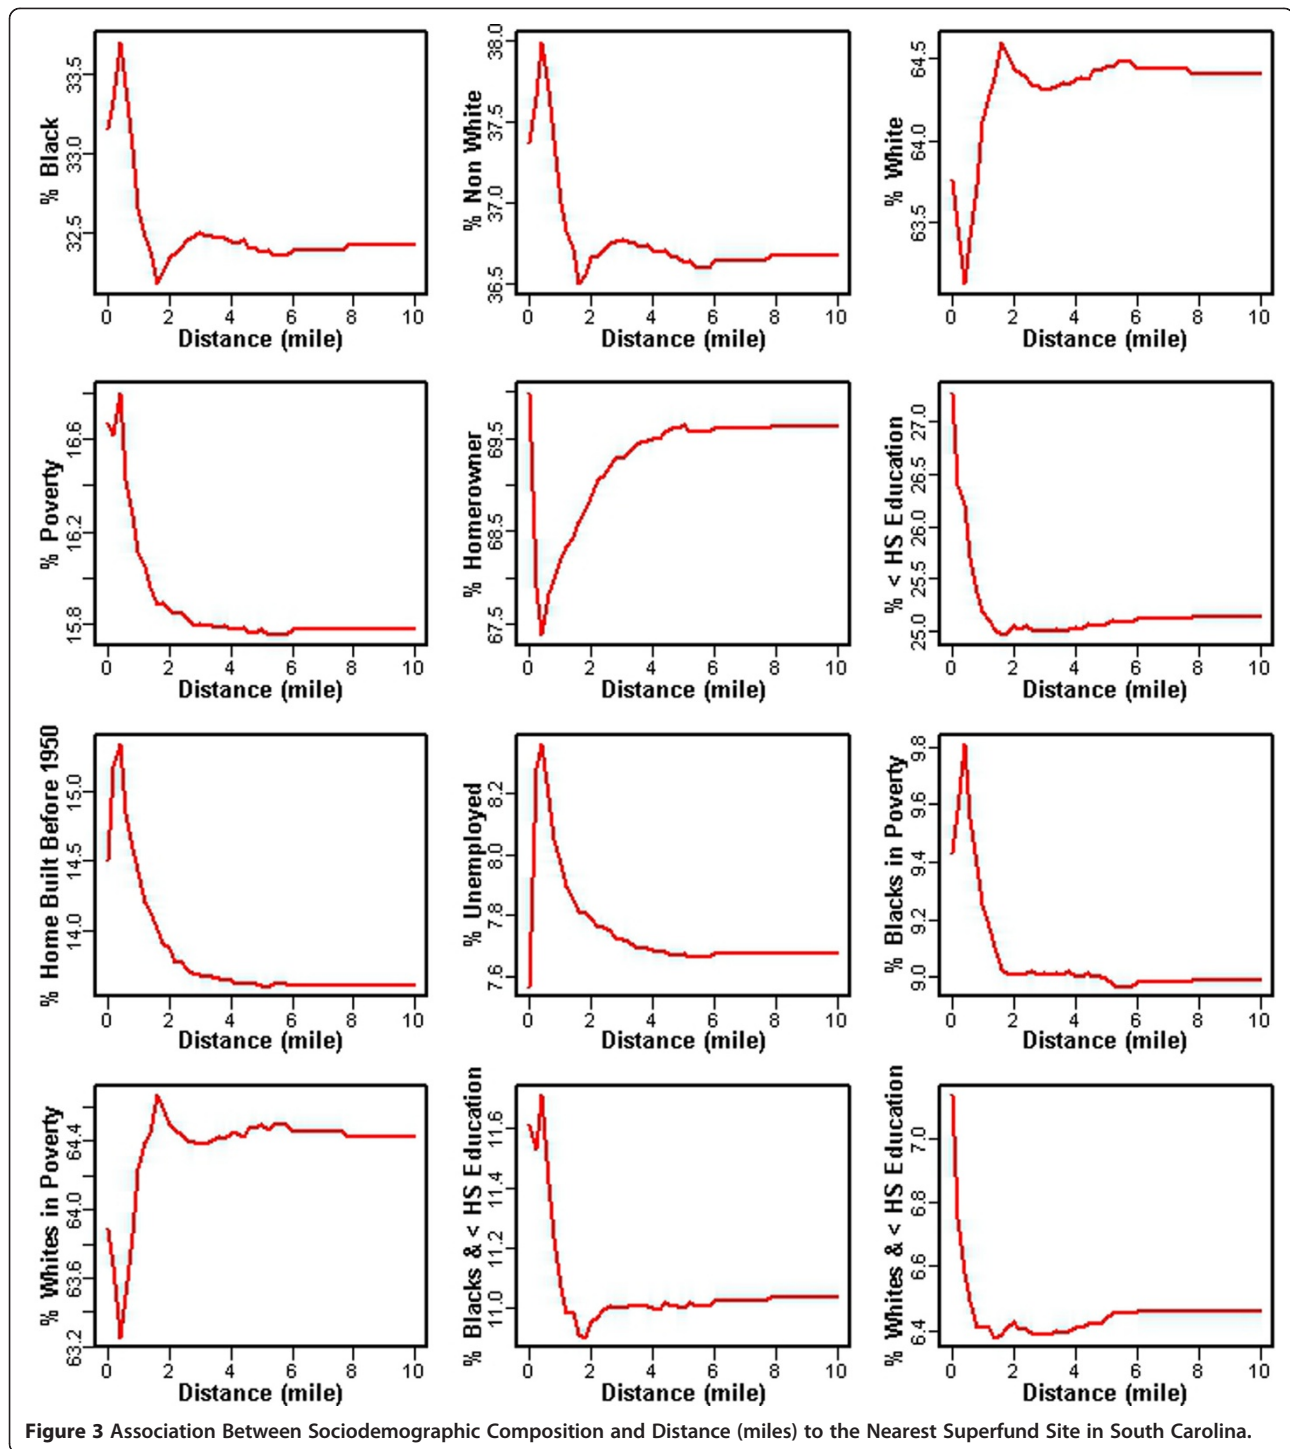 % Black
33.5
33.0
32.5
0 2 4 6 8 10
Distance (mile)
% Non White
38.0
37.5
37.0
36.5
0 2 4 6 8 10
Distance (mile)
% White
64.5
64.0
63.5
0 2 4 6 8 10
Distance (mile)
% Poverty
16.6
16.2
15.8
0 2 4 6 8 10
Distance (mile)
% Homerowner
69.5
68.5
67.5
0 2 4 6 8 10
Distance (mile)
% < HS Education
27.0
26.5
26.0
25.5
25.0
0 2 4 6 8 10
Distance (mile)
% Home Built Before 1950
15.0
14.5
14.0
0 2 4 6 8 10
Distance (mile)
% Unemployed
8.2
8.0
7.8
7.6
0 2 4 6 8 10
Distance (mile)
% Blacks in Poverty
9.8
9.6
9.4
9.2
9.0
0 2 4 6 8 10
Distance (mile)
% Whites in Poverty
64.4
64.0
63.6
63.2
0 2 4 6 8 10
Distance (mile)
% Blacks & < HS Education
11.6
11.4
11.2
11.0
0 2 4 6 8 10
Distance (mile)
% Whites & < HS Education
7.0
6.8
6.6
6.4
0 2 4 6 8 10
Distance (mile)
Figure 3 Association Between Sociodemographic Composition and Distance (miles) to the Nearest Superfund Site in South Carolina.